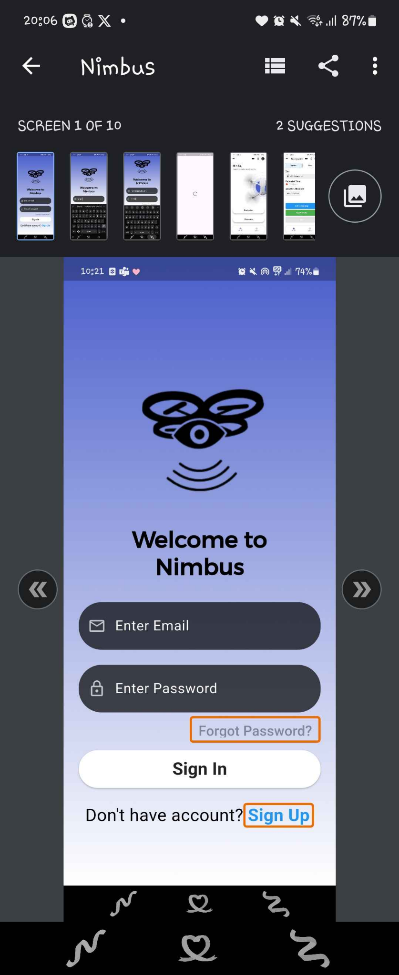 20;06 X • 87%
Nimbus
SCREEN 1 OF 10
2 SUGGESTIONS
10;21 74%
Welcome to
Nimbus
Enter Email
Enter Password
Forgot Password?
Sign In
Don't have account? Sign Up